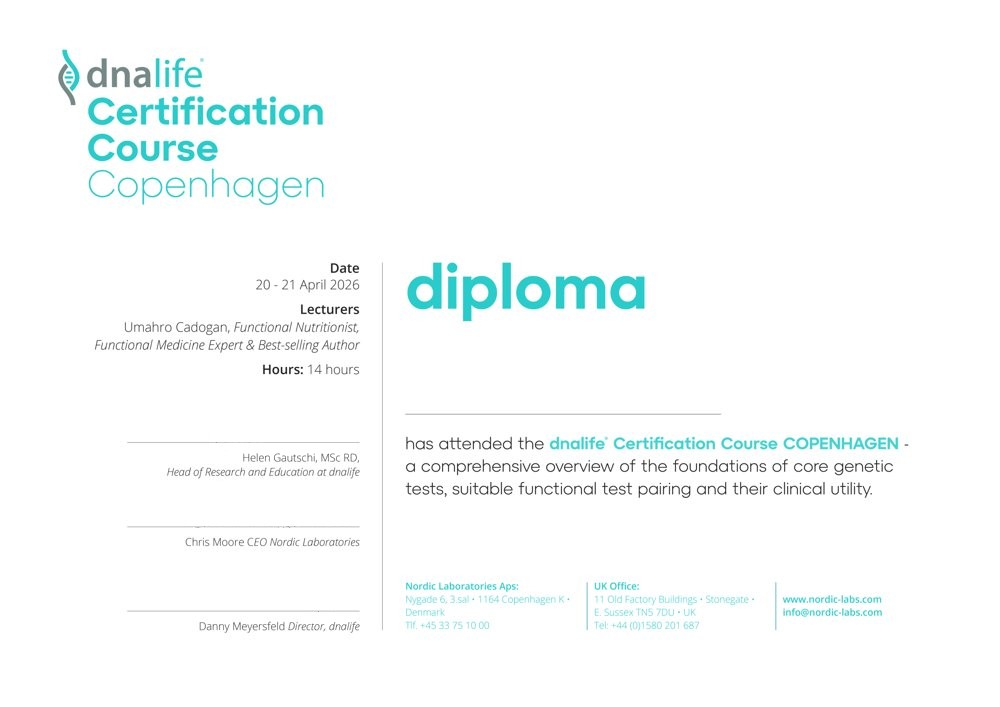 dnalife®
Certification
Course
Copenhagen
Date
20 - 21 April 2026
Lecturers
Umahro Cadogan, Functional Nutritionist,
Functional Medicine Expert & Best-selling Author
Hours: 14 hours
Helen Gautschi, MSc RD,
Head of Research and Education at dnalife
Chris Moore CEO Nordic Laboratories
Danny Meyersfeld Director, dnalife
diploma
has attended the dnalife® Certification Course COPENHAGEN -
a comprehensive overview of the foundations of core genetic
tests, suitable functional test pairing and their clinical utility.
Nordic Laboratories Aps:
Nygade 6, 3.sal • 1164 Copenhagen K •
Denmark
Tlf. +45 33 75 10 00
UK Office:
11 Old Factory Buildings • Stonegate •
E. Sussex TN5 7DU • UK
Tel: +44 (0)1580 201 687
www.nordic-labs.com
info@nordic-labs.com